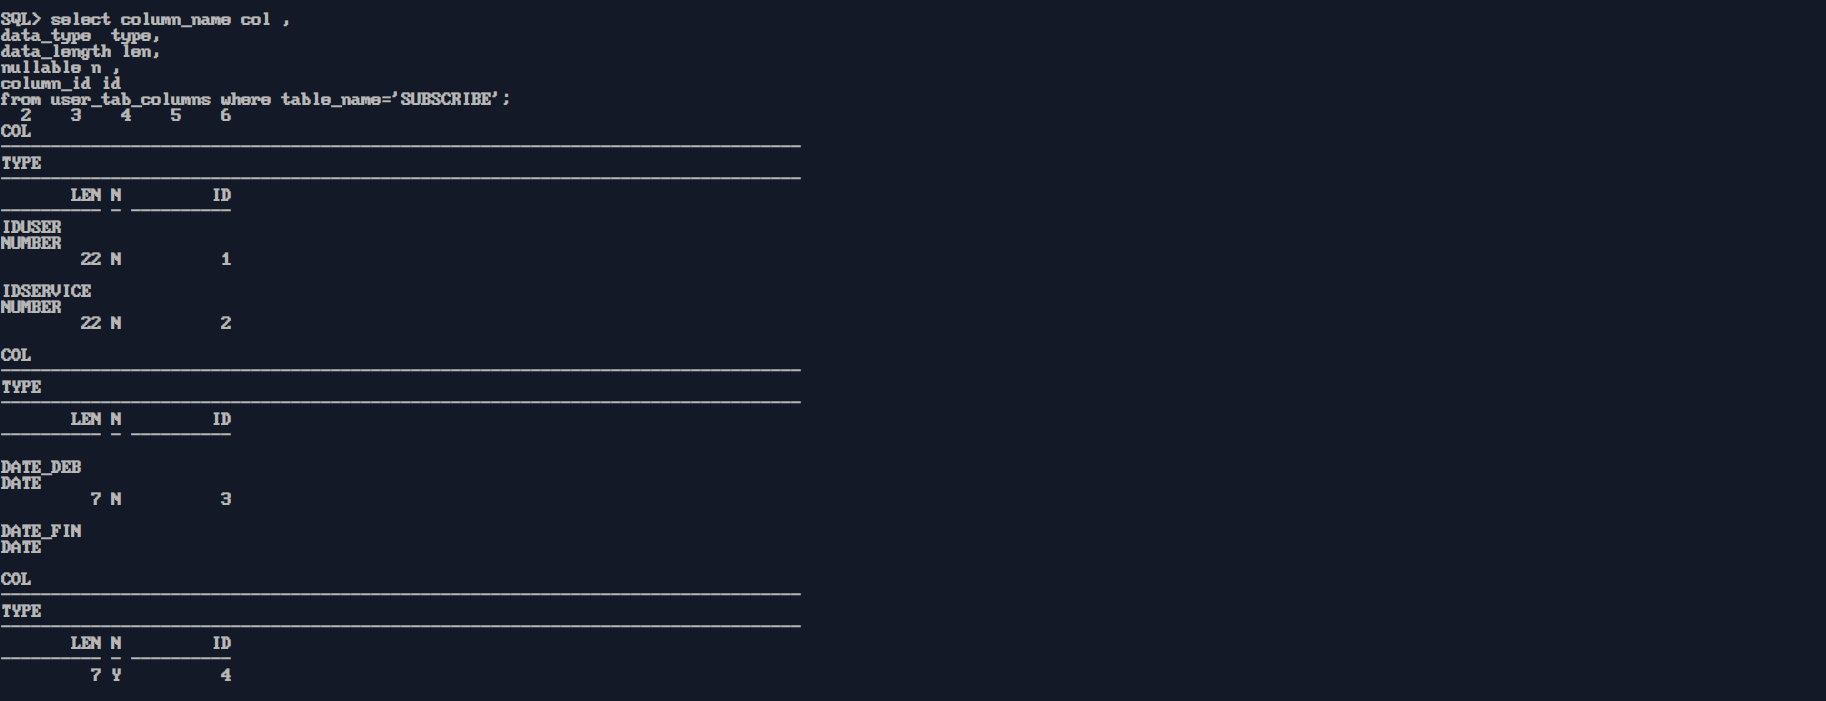 SQL> select column_name col ,
data_type  type,
data_length len,
nullable n ,
column_id id
from user_tab_columns where table_name='SUBSCRIBE';
  2    3    4    5    6
COL
--------------------------------------------------------------------------------
TYPE
--------------------------------------------------------------------------------
       LEN N         ID
---------- - ----------
IDUSER
NUMBER
        22 N          1

IDSERVICE
NUMBER
        22 N          2

COL
--------------------------------------------------------------------------------
TYPE
--------------------------------------------------------------------------------
       LEN N         ID
---------- - ----------

DATE_DEB
DATE
         7 N          3

DATE_FIN
DATE

COL
--------------------------------------------------------------------------------
TYPE
--------------------------------------------------------------------------------
       LEN N         ID
---------- - ----------
         7 Y          4